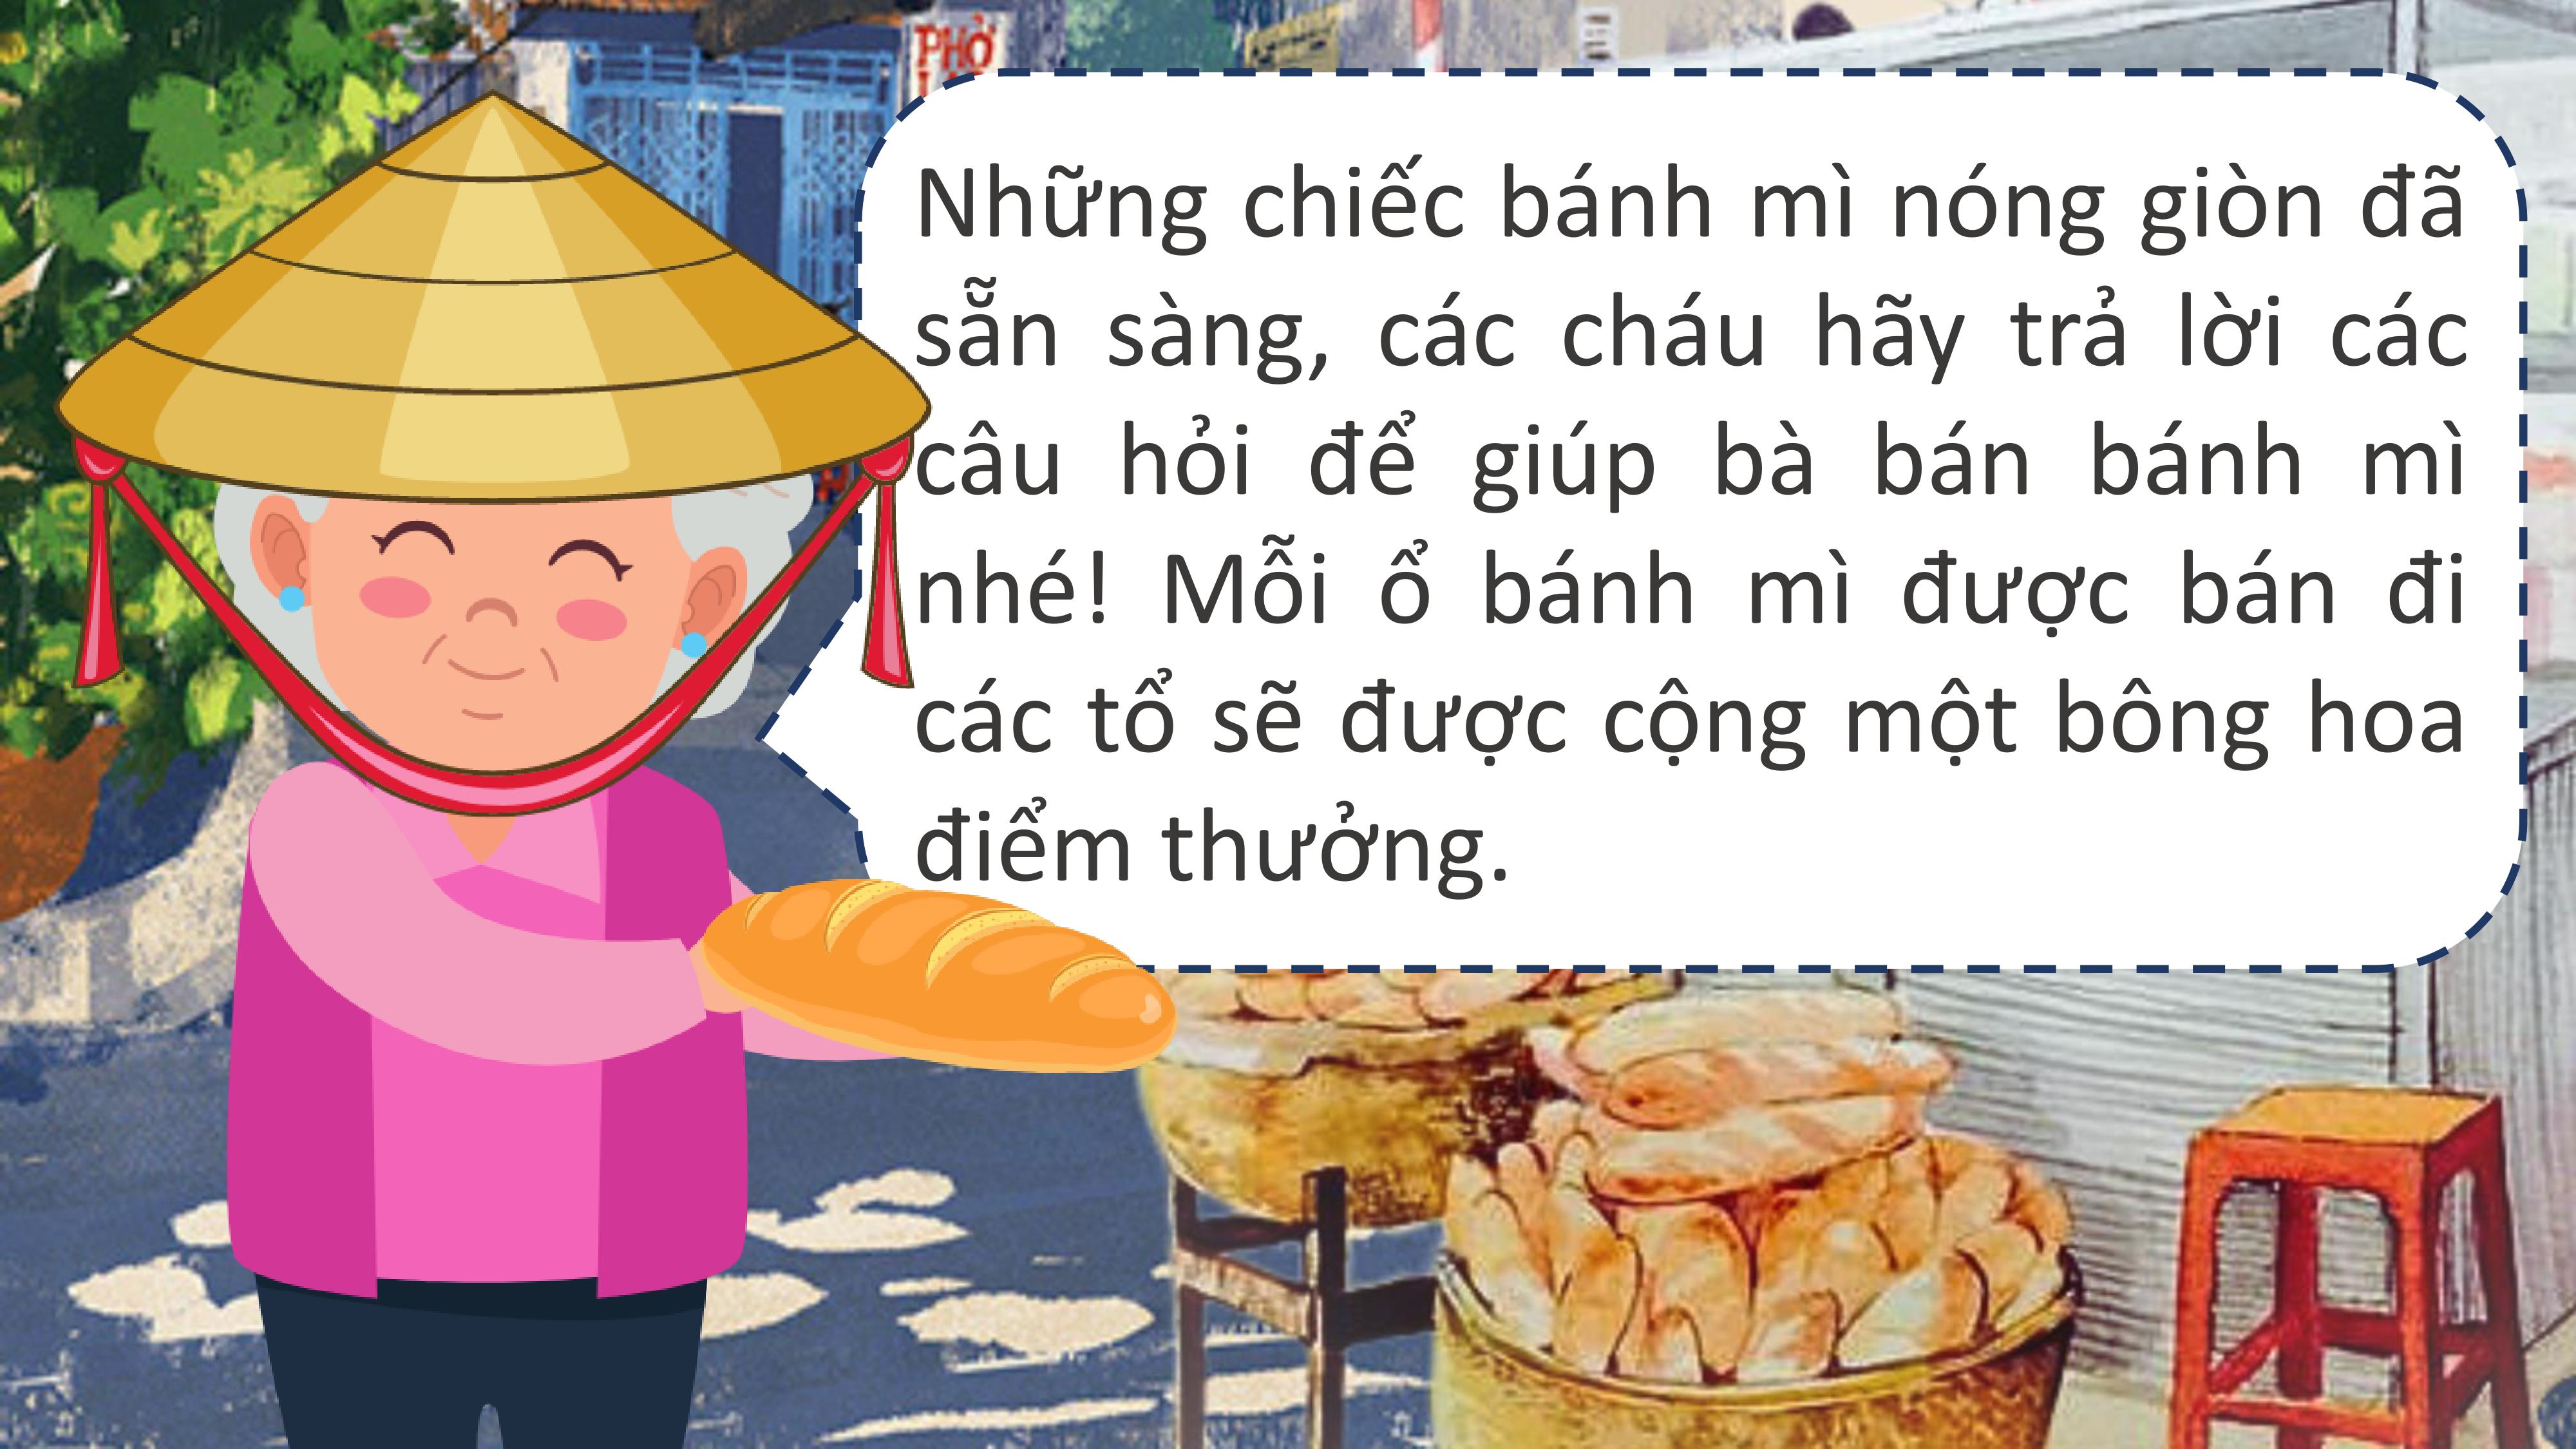 PHỞ
Những chiếc bánh mì nóng giòn đã
sẵn sàng, các cháu hãy trả lời các
câu hỏi để giúp bà bán bánh mì
nhé! Mỗi ổ bánh mì được bán đi
các tổ sẽ được cộng một bông hoa
điểm thưởng.